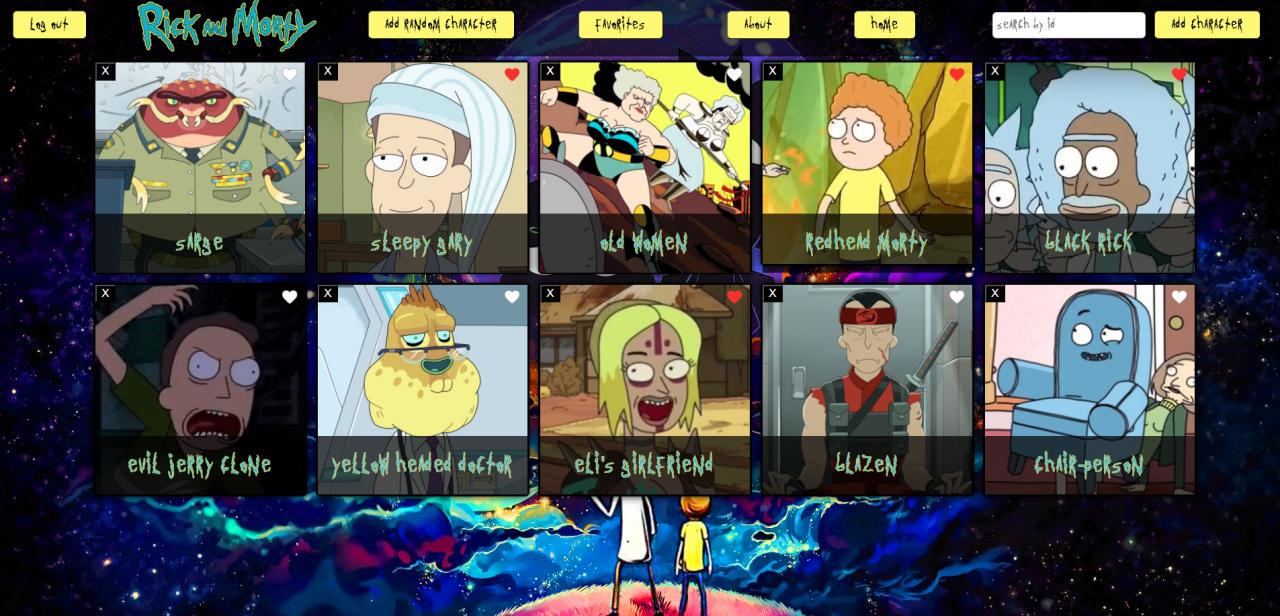 Log out
Rick and Morty
Add Random Character
Favorites
About
Home
search by id
Add Character
X
X
X
X
X
Sarge
Sleepy Gary
Old Women
Redhead Morty
Black Rick
X
X
X
X
X
Evil Jerry Clone
Yellow Headed Doctor
Eli's Girlfriend
Blazen
Chair-person